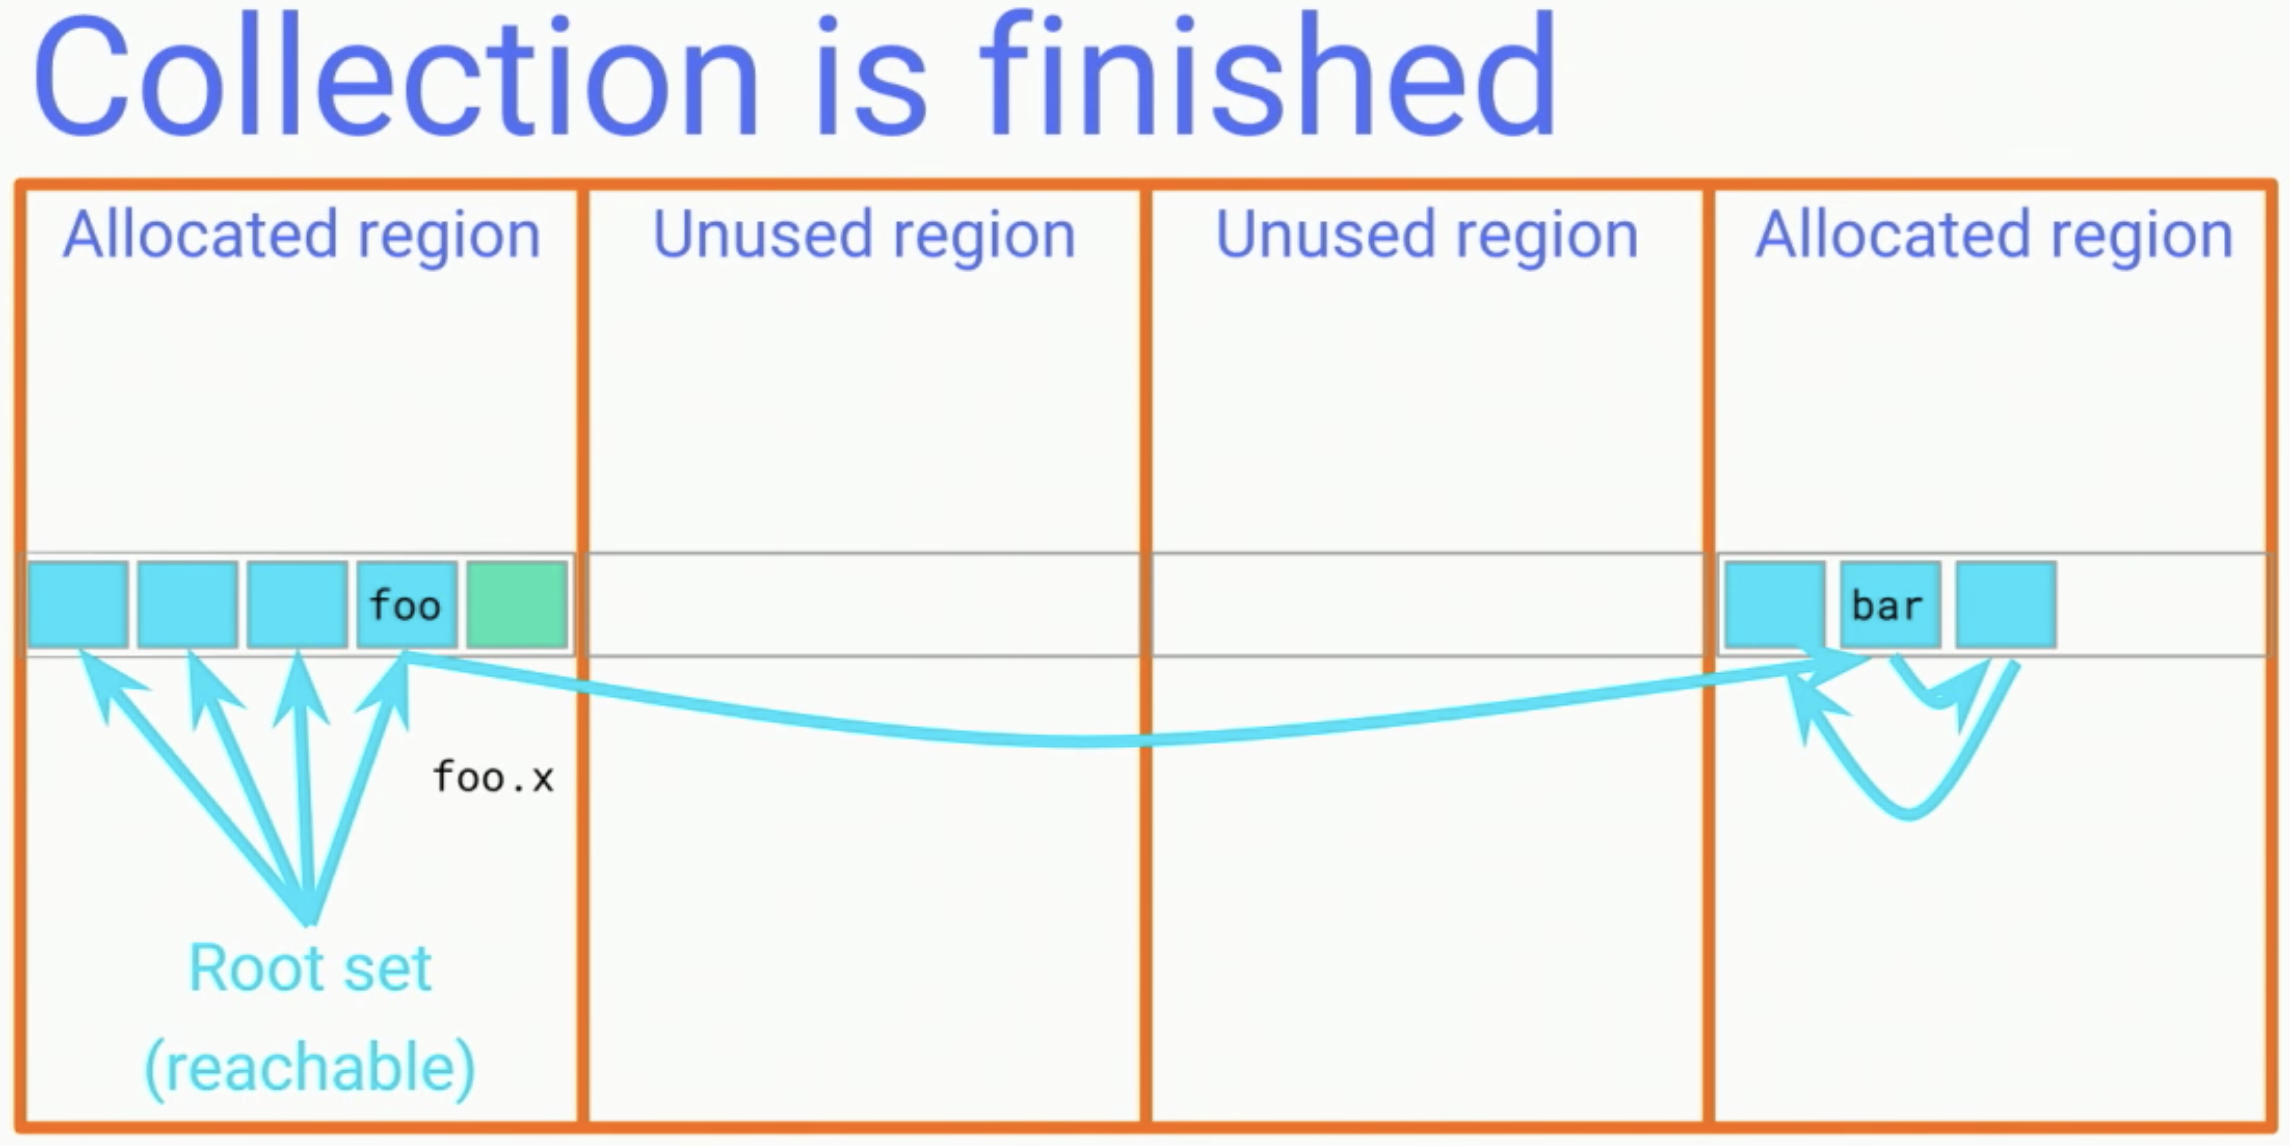 Collection is finished
Allocated region
Unused region
Unused region
Allocated region
foo
bar
foo.x
Root set
(reachable)